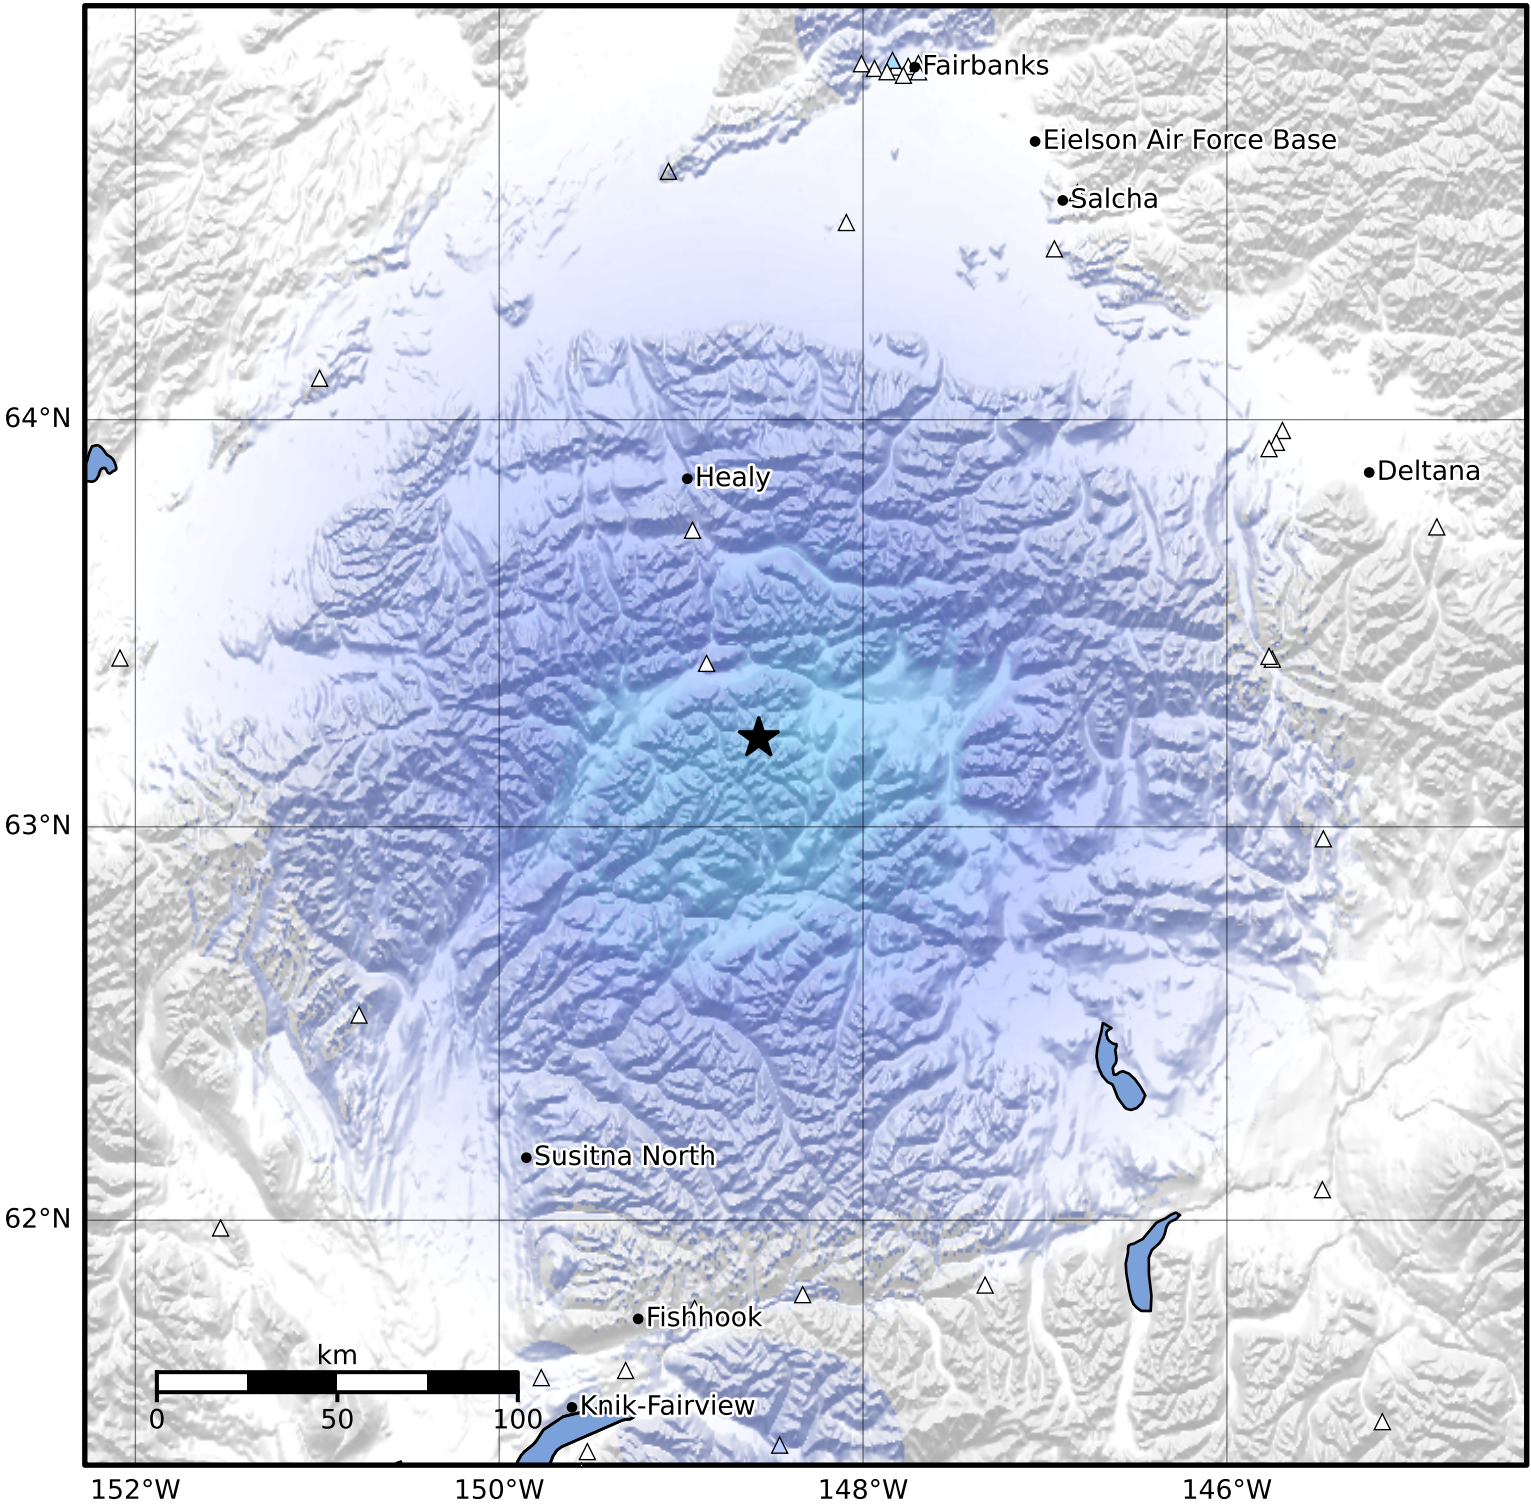 Fairbanks
Eielson Air Force Base
Salcha
64°N
Healy
Deltana
63°N
Susitna North
62°N
Fishhook
km
Knik-Fairview
0 50 100
152°W 150°W 148°W 146°W